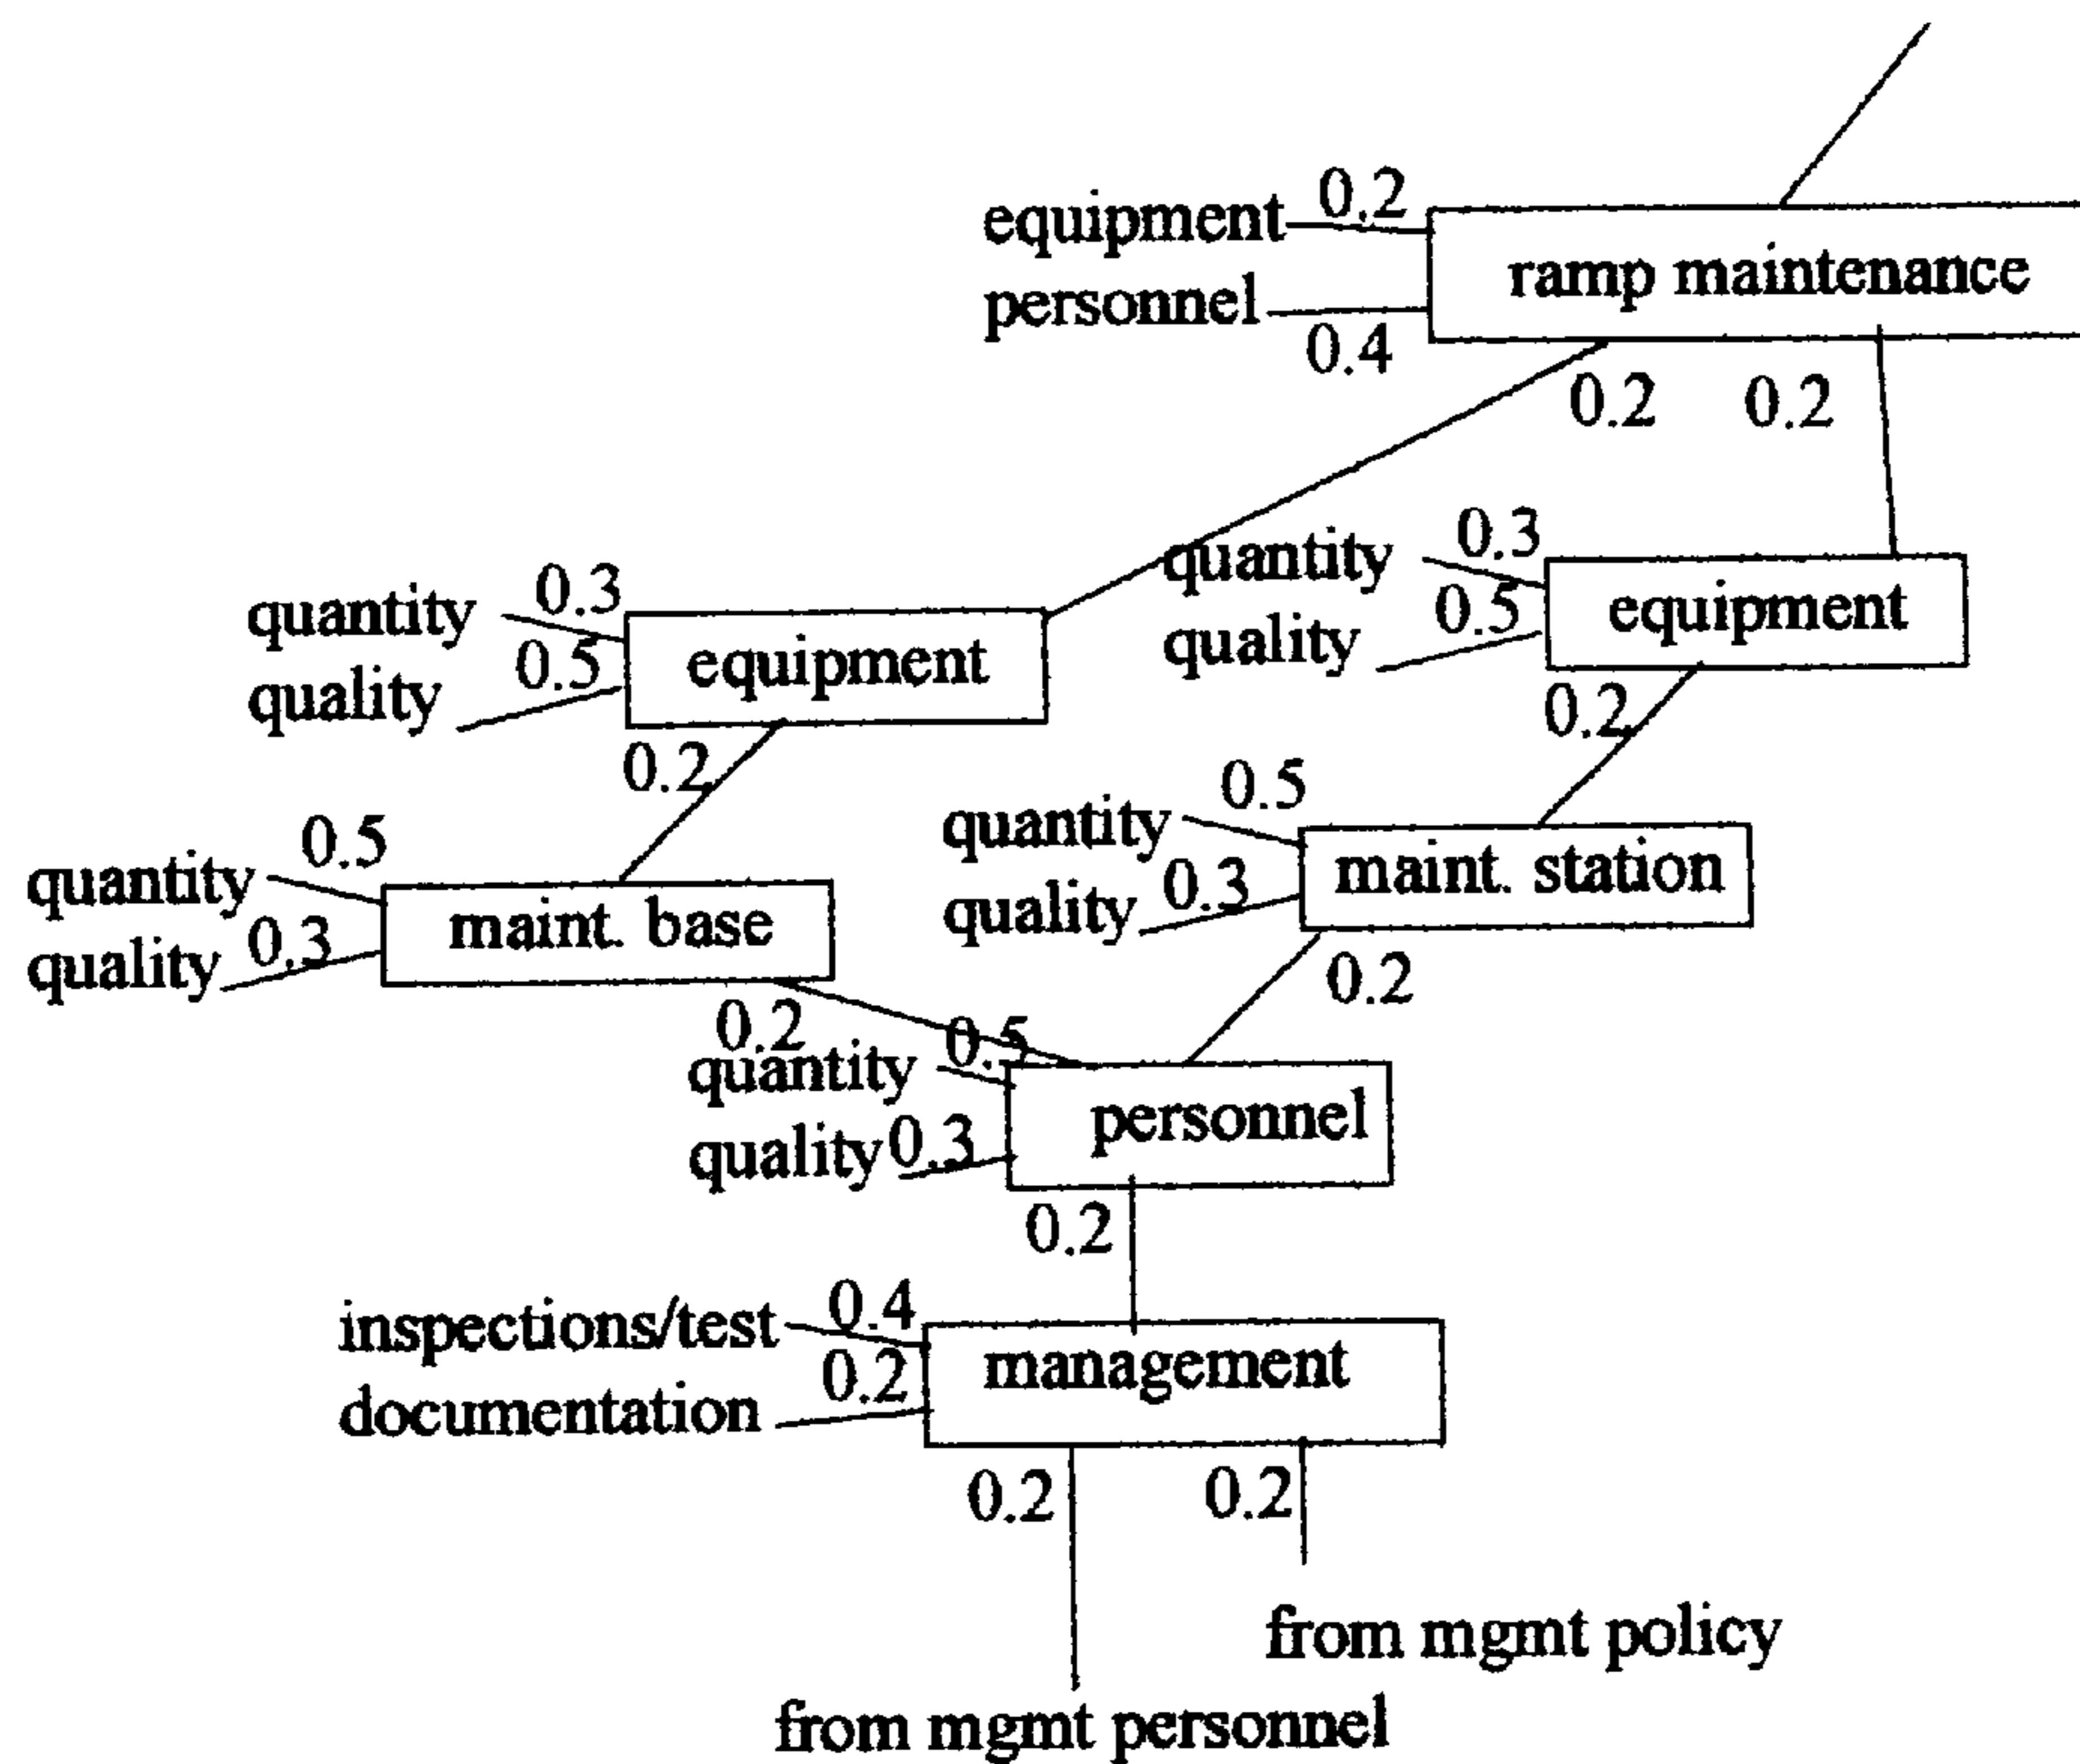 equipment 0.2
ramp maintenance
personnel
0.4
0.2 0.2
quantity 0.3
quality 0.5
equipment
0.2
quantity 0.3
quality 0.5
equipment
0.2
quantity 0.5
quality 0.3
maint. station
0.2
quantity 0.5
quality 0.3
maint. base
0.2
quantity 0.5
quality 0.3
personnel
0.2
inspections/test 0.4
documentation 0.2
management
0.2 0.2
from mgmt policy
from mgmt personnel